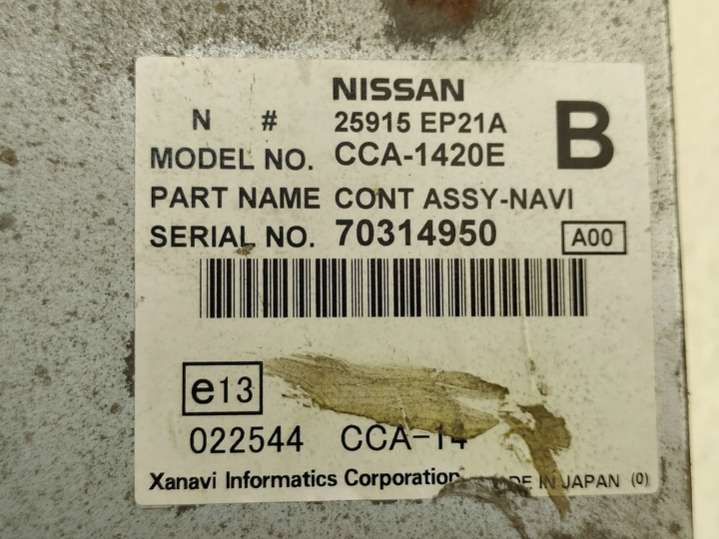 NISSAN
N # 25915 EP21A B
MODEL NO. CCA-1420E
PART NAME CONT ASSY-NAVI
SERIAL NO. 70314950 A00
e13
022544 CCA-14
Xanavi Informatics Corporation IN JAPAN (0)